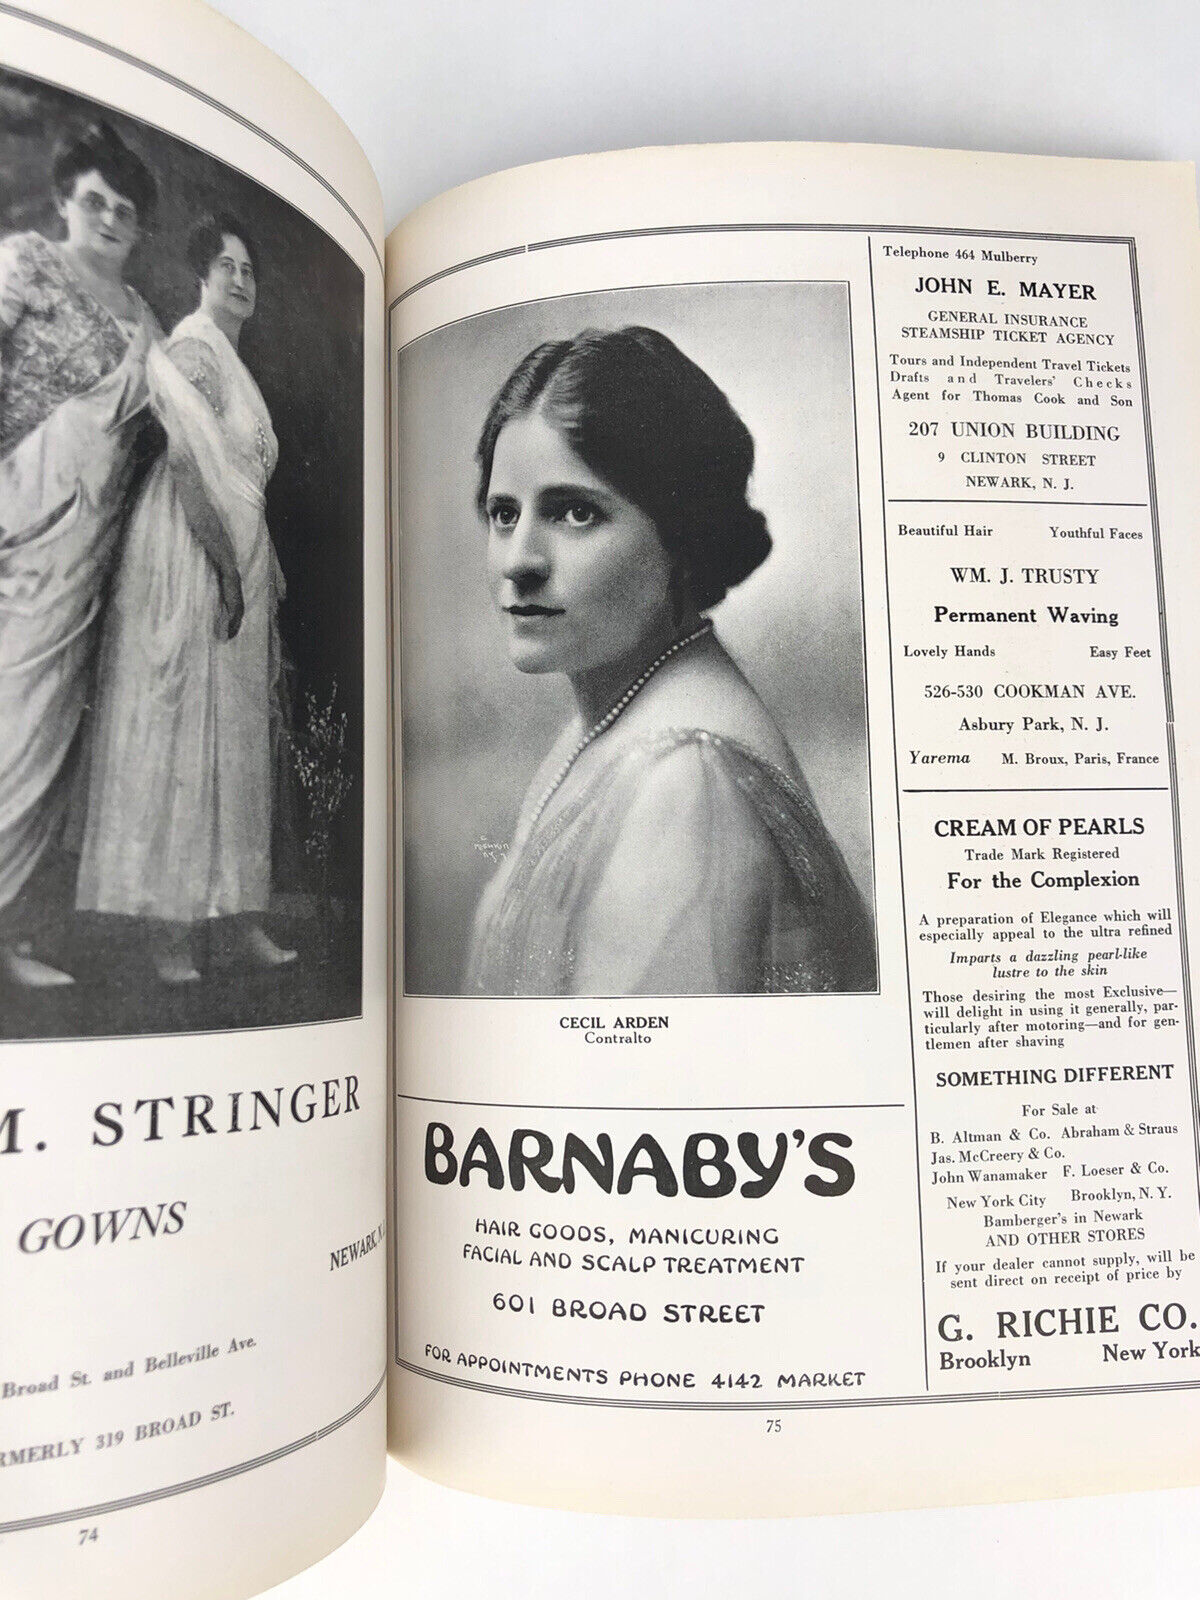 M. STRINGER
GOWNS
NEWARK, N.
Broad St. and Belleville Ave.
RMERLY 319 BROAD ST.
74
CECIL ARDEN
Contralto
BARNABY'S
HAIR GOODS, MANICURING
FACIAL AND SCALP TREATMENT
601 BROAD STREET
FOR APPOINTMENTS PHONE 4142 MARKET
Telephone 464 Mulberry
JOHN E. MAYER
GENERAL INSURANCE
STEAMSHIP TICKET AGENCY
Tours and Independent Travel Tickets
Drafts and Travelers' Checks
Agent for Thomas Cook and Son
207 UNION BUILDING
9 CLINTON STREET
NEWARK, N. J.
Beautiful Hair Youthful Faces
WM. J. TRUSTY
Permanent Waving
Lovely Hands Easy Feet
526-530 COOKMAN AVE.
Asbury Park, N. J.
Yarema M. Broux, Paris, France
CREAM OF PEARLS
Trade Mark Registered
For the Complexion
A preparation of Elegance which will
especially appeal to the ultra refined
Imparts a dazzling pearl-like
lustre to the skin
Those desiring the most Exclusive—
will delight in using it generally, par-
ticularly after motoring—and for gen-
tlemen after shaving
SOMETHING DIFFERENT
For Sale at
B. Altman & Co. Abraham & Straus
Jas. McCreery & Co.
John Wanamaker F. Loeser & Co.
New York City Brooklyn, N. Y.
Bamberger's in Newark
AND OTHER STORES
If your dealer cannot supply, will be
sent direct on receipt of price by
G. RICHIE CO.
Brooklyn New York
75